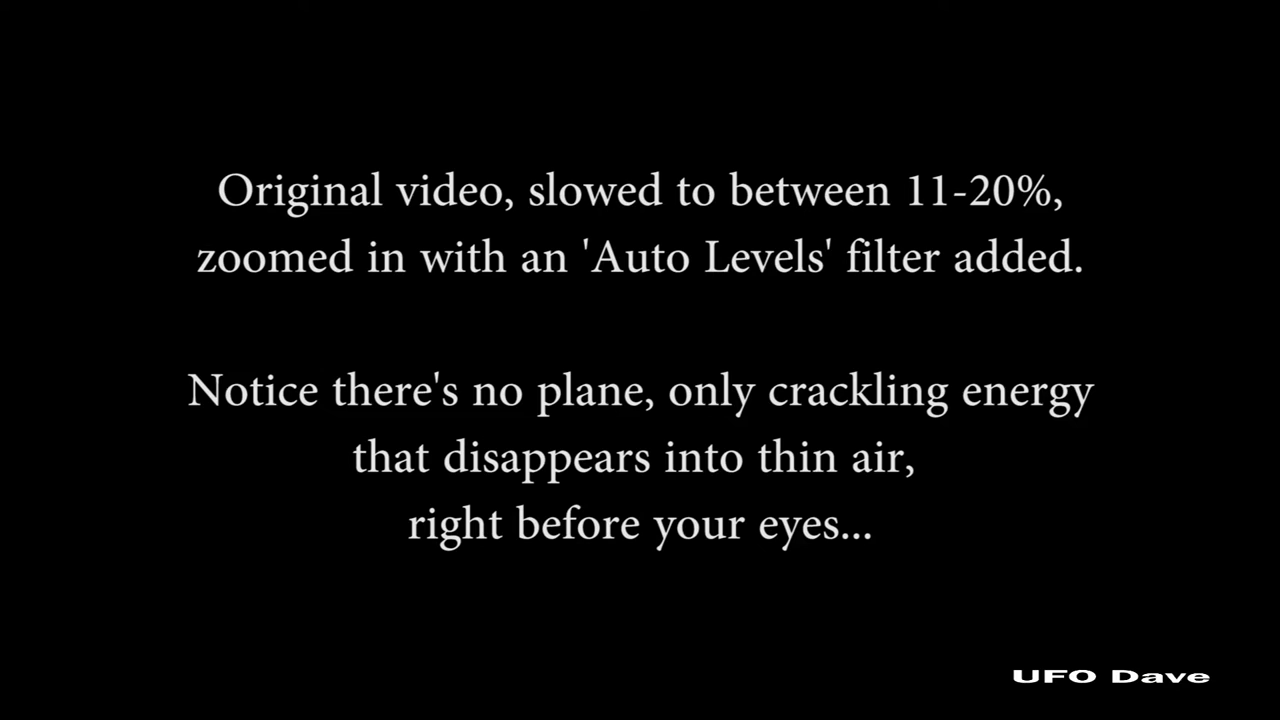 Original video, slowed to between 11-20%,
zoomed in with an 'Auto Levels' filter added.
Notice there's no plane, only crackling energy
that disappears into thin air,
right before your eyes...
UFO Dave